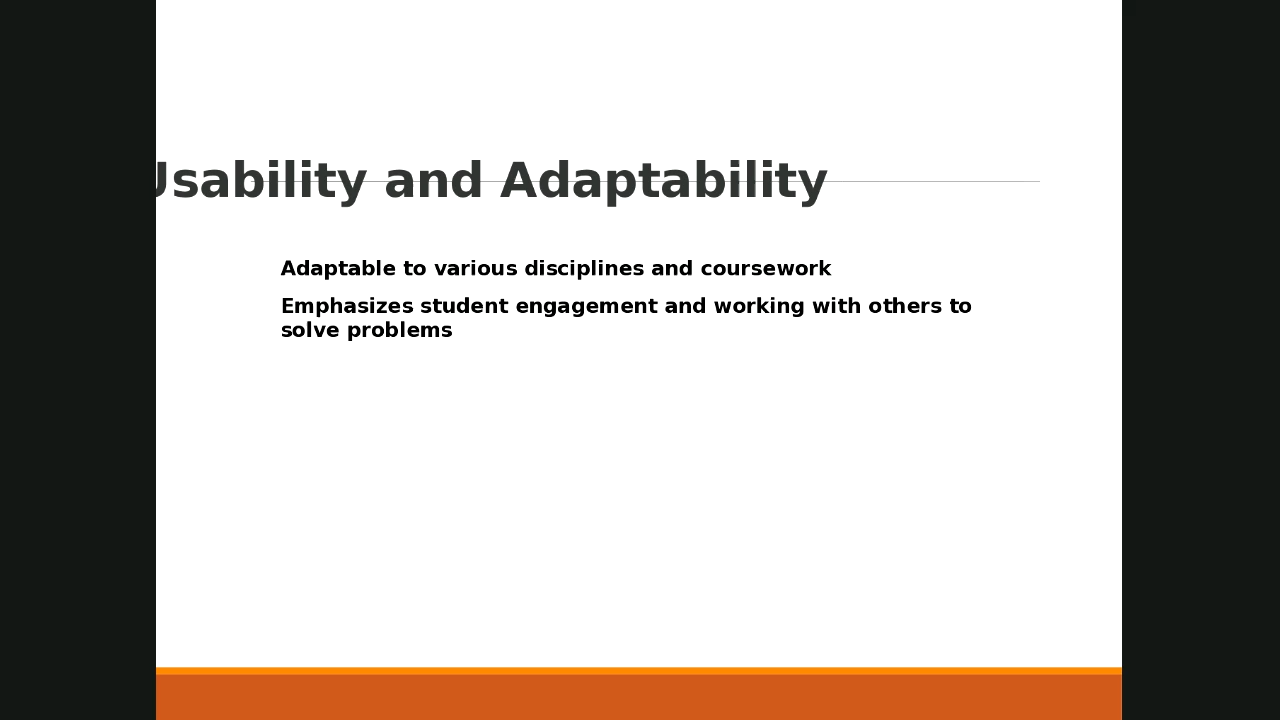 Usability and Adaptability
Adaptable to various disciplines and coursework
Emphasizes student engagement and working with others to
solve problems